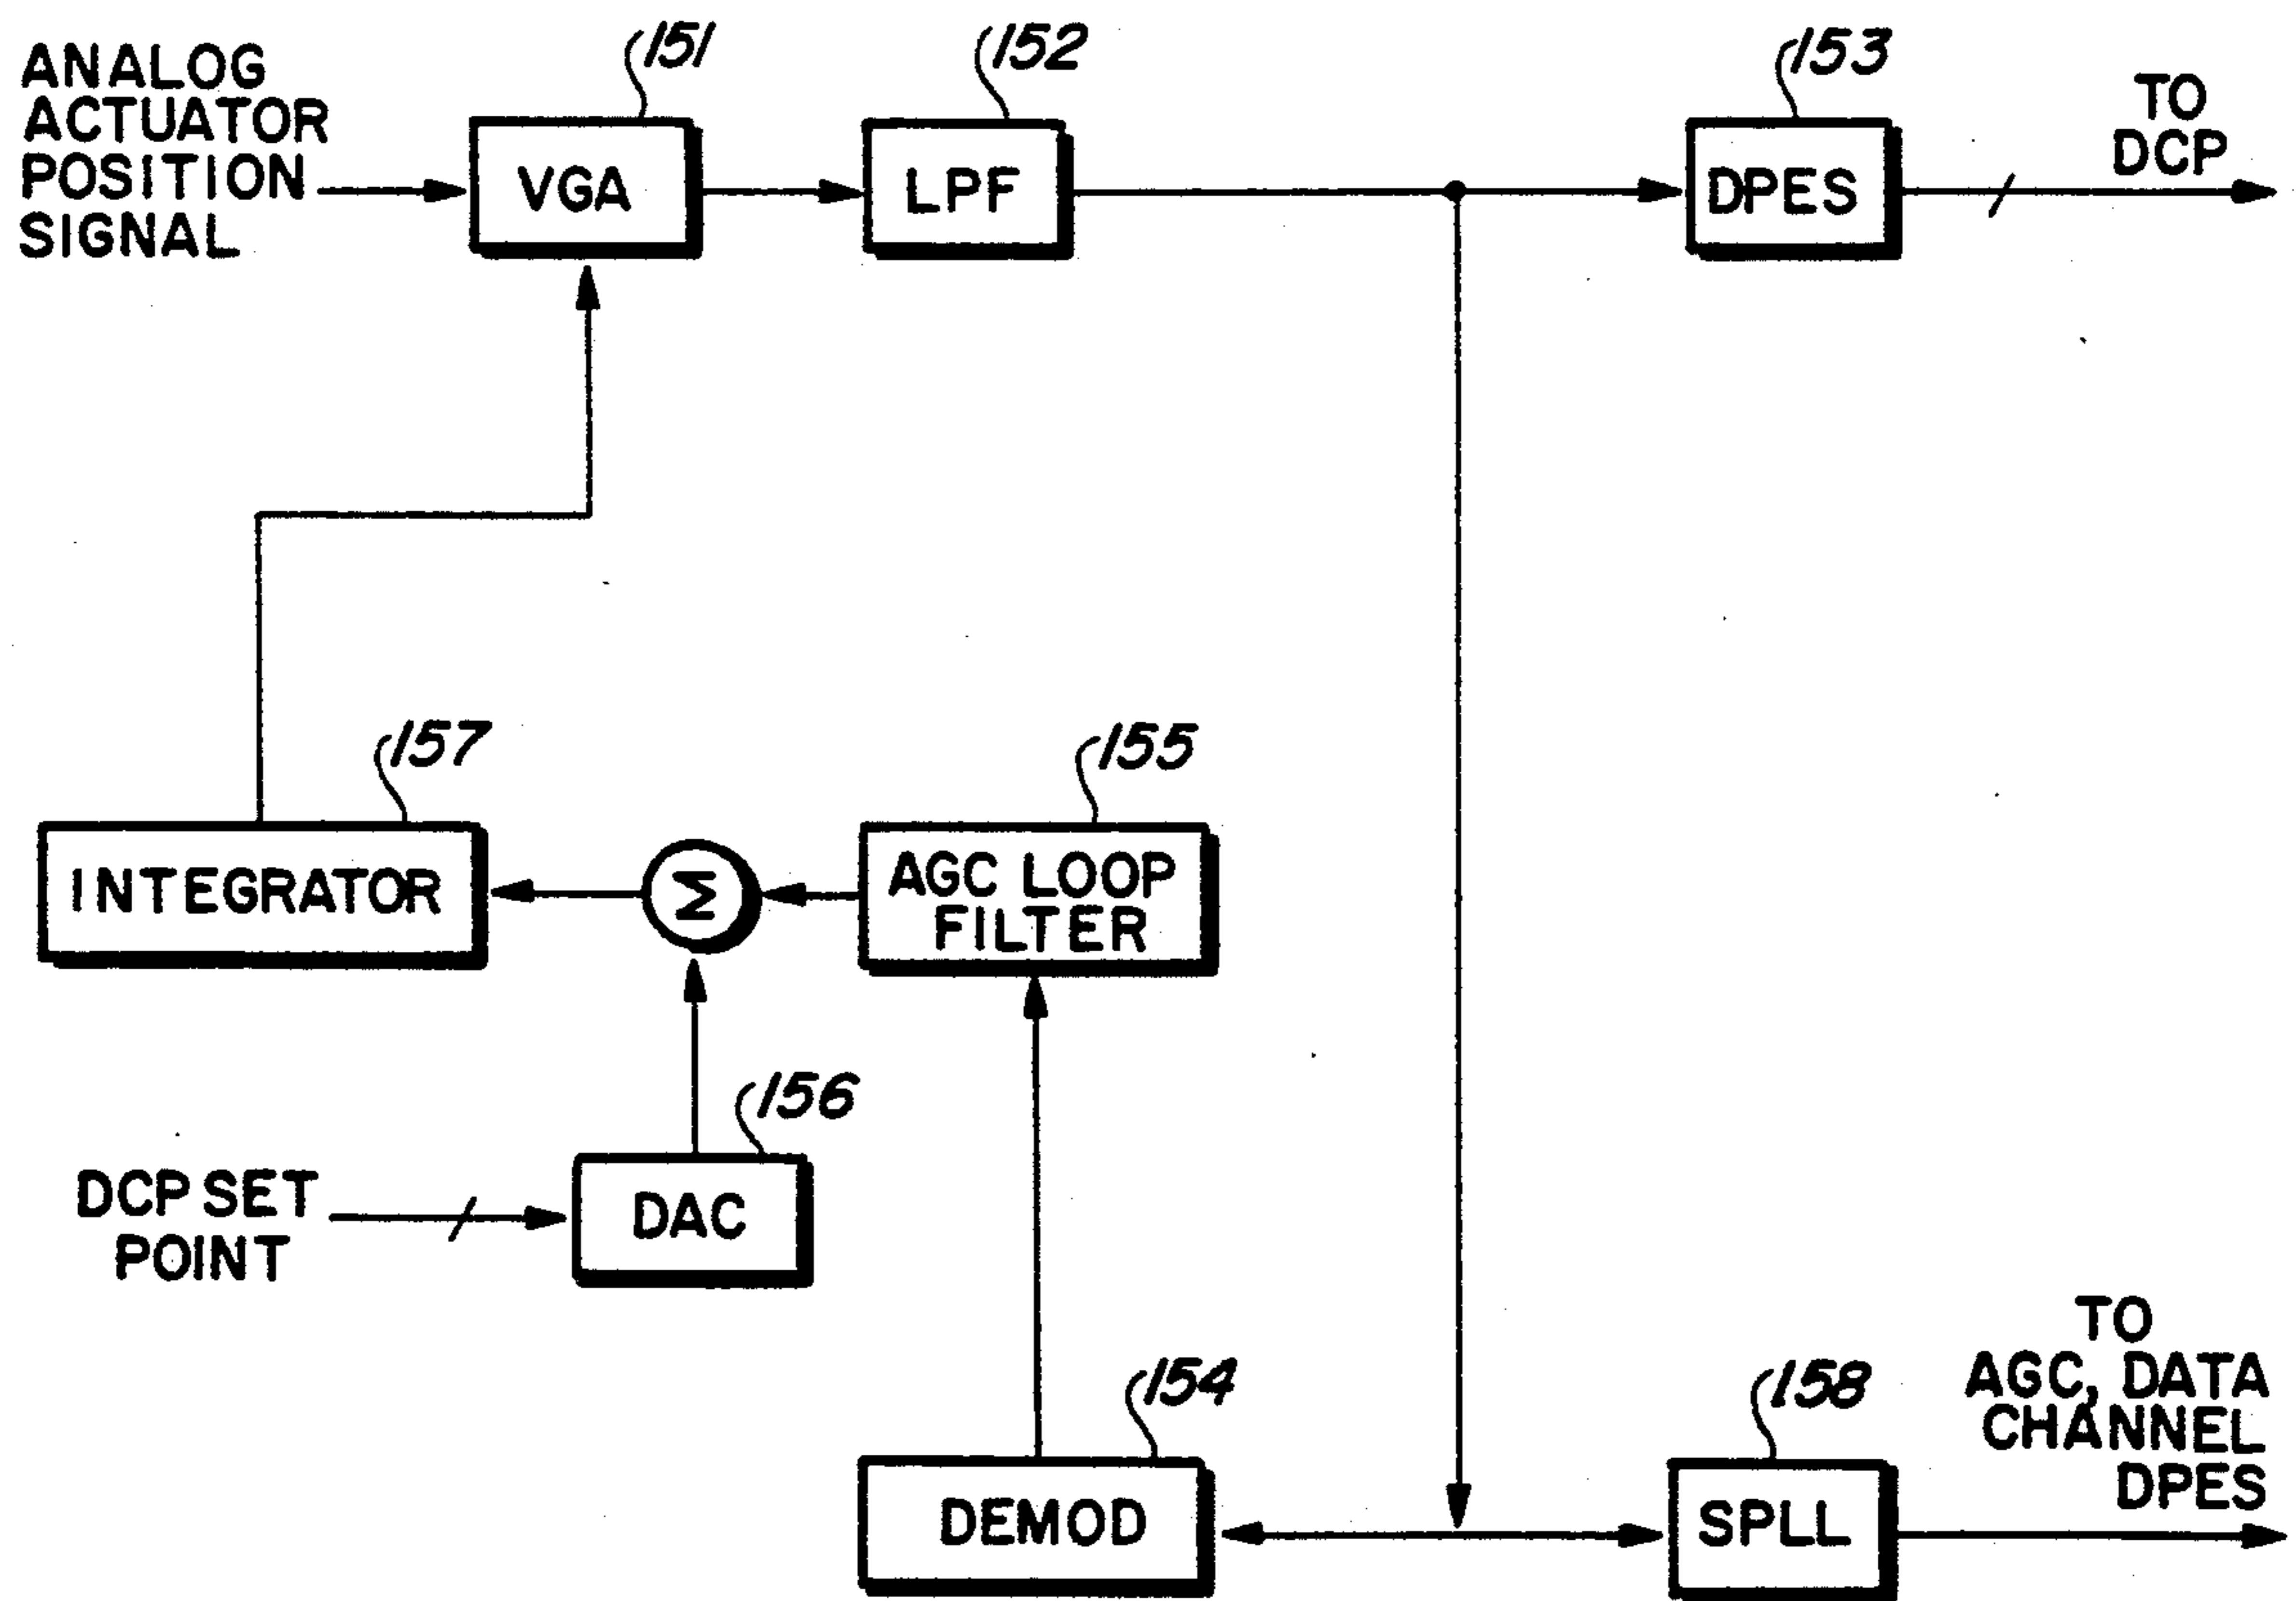 151
152
153
ANALOG
ACTUATOR
POSITION
SIGNAL
VGA
LPF
DPES
TO
DCP
157
155
INTEGRATOR
Σ
AGC LOOP
FILTER
156
DCP SET
POINT
DAC
154
158
TO
AGC, DATA
CHANNEL
DPES
DEMOD
SPLL